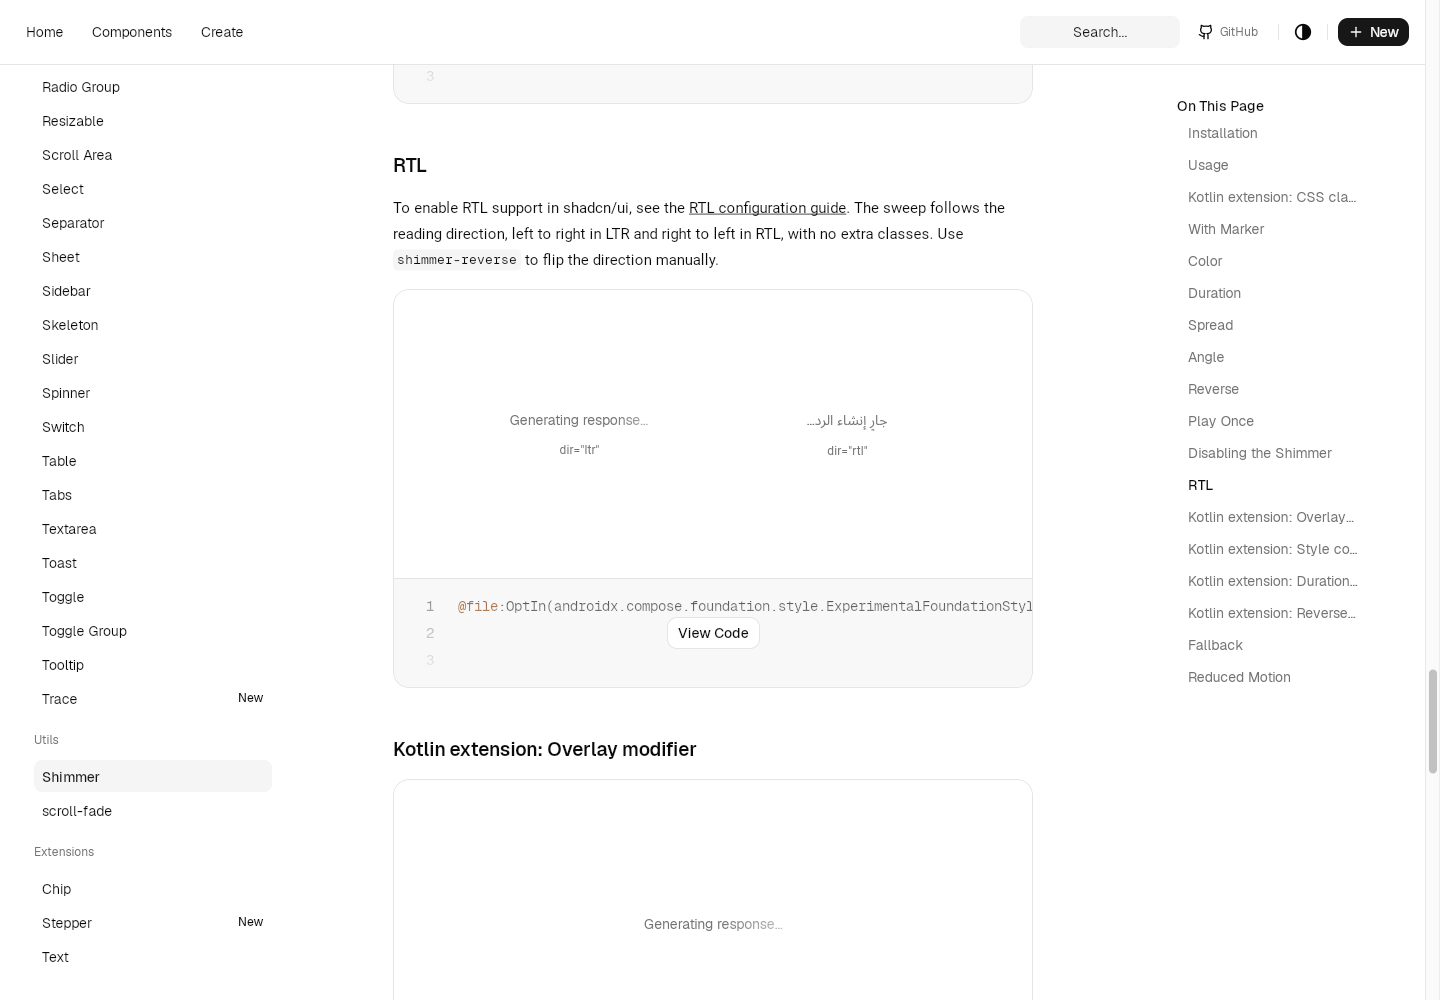 Home
Components
Create
Search...
GitHub
New
Radio Group
Resizable
Scroll Area
Select
Separator
Sheet
Sidebar
Skeleton
Slider
Spinner
Switch
Table
Tabs
Textarea
Toast
Toggle
Toggle Group
Tooltip
Trace New
Utils
Shimmer
scroll-fade
Extensions
Chip
Stepper New
Text
3
RTL
To enable RTL support in shadcn/ui, see the RTL configuration guide. The sweep follows the
reading direction, left to right in LTR and right to left in RTL, with no extra classes. Use
shimmer-reverse to flip the direction manually.
Generating response...
dir="ltr"
جارٍ إنشاء الرد...
dir="rtl"
1 @file:OptIn(androidx.compose.foundation.style.ExperimentalFoundationStyl
2
View Code
3
Kotlin extension: Overlay modifier
Generating response...
On This Page
Installation
Usage
Kotlin extension: CSS cla...
With Marker
Color
Duration
Spread
Angle
Reverse
Play Once
Disabling the Shimmer
RTL
Kotlin extension: Overlay...
Kotlin extension: Style co...
Kotlin extension: Duration...
Kotlin extension: Reverse...
Fallback
Reduced Motion